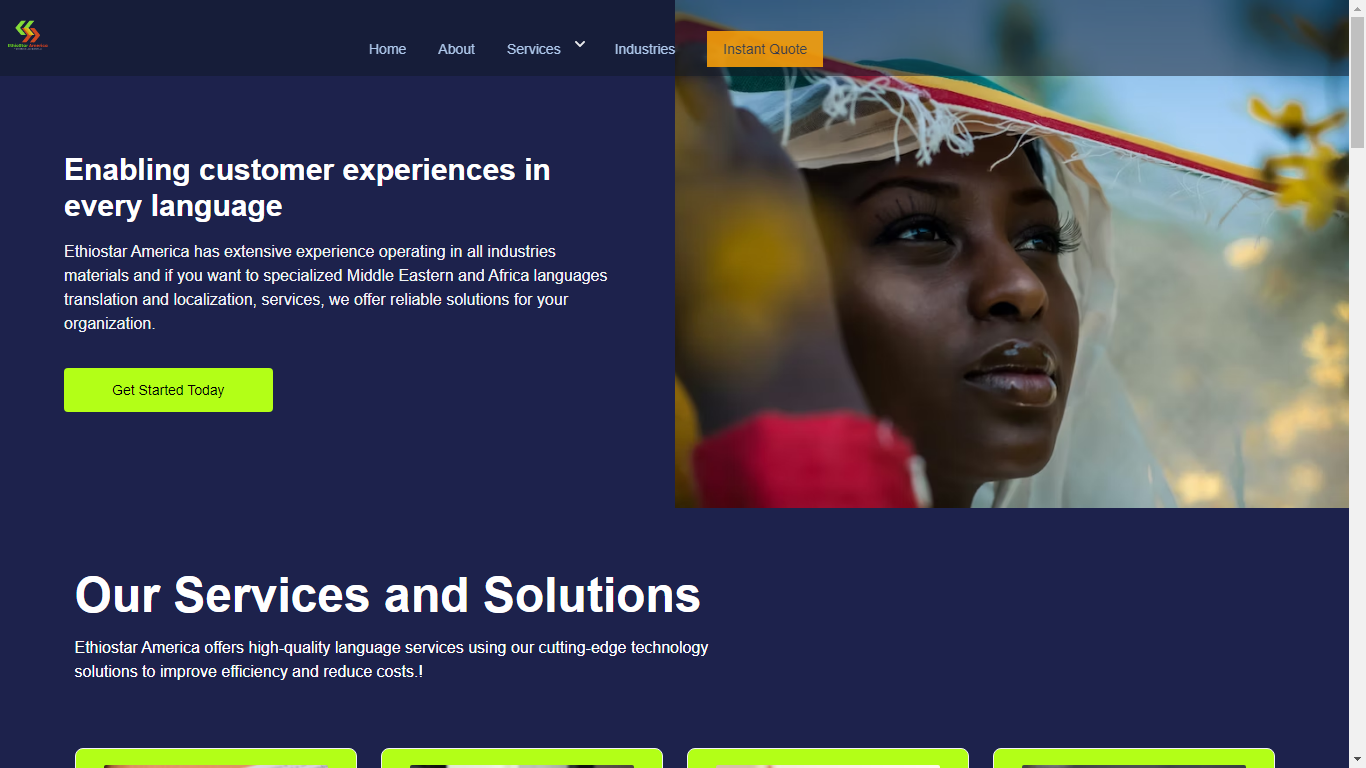 EthioStar America
Home
About
Services
Industries
Instant Quote
Enabling customer experiences in
every language
Ethiostar America has extensive experience operating in all industries
materials and if you want to specialized Middle Eastern and Africa languages
translation and localization, services, we offer reliable solutions for your
organization.
Get Started Today
Our Services and Solutions
Ethiostar America offers high-quality language services using our cutting-edge technology
solutions to improve efficiency and reduce costs.!